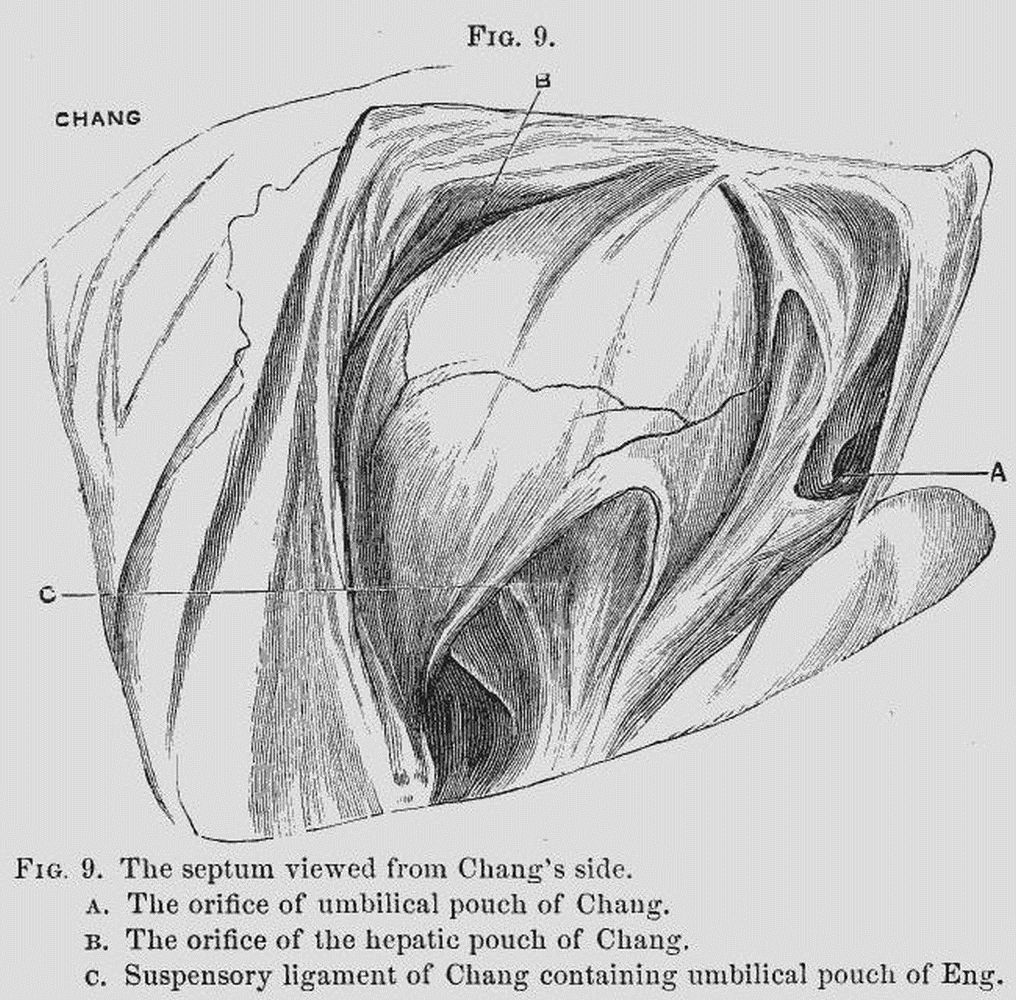 FIG. 9.
B
CHANG
A
C
FIG. 9. The septum viewed from Chang's side.
A. The orifice of umbilical pouch of Chang.
B. The orifice of the hepatic pouch of Chang.
C. Suspensory ligament of Chang containing umbilical pouch of Eng.